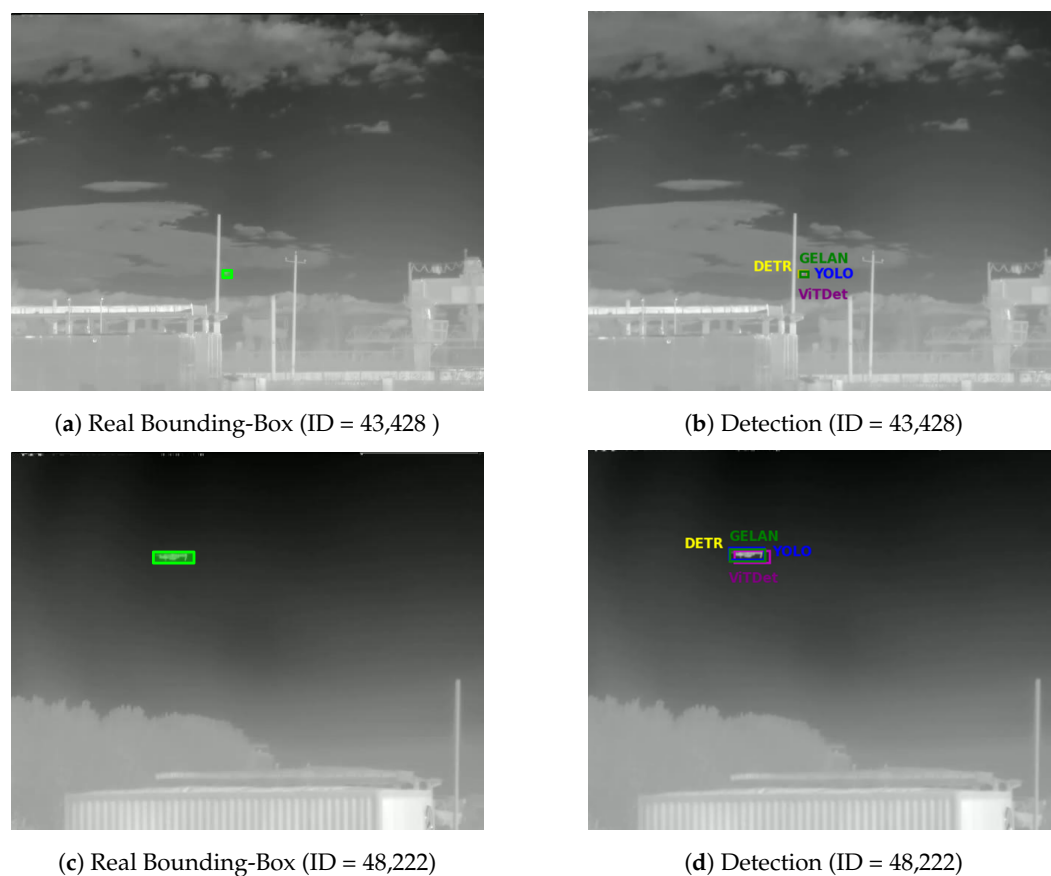 GELAN
DETR
YOLO
ViTDet
(a) Real Bounding-Box (ID = 43,428 )
(b) Detection (ID = 43,428)
GELAN
DETR
YOLO
ViTDet
(c) Real Bounding-Box (ID = 48,222)
(d) Detection (ID = 48,222)